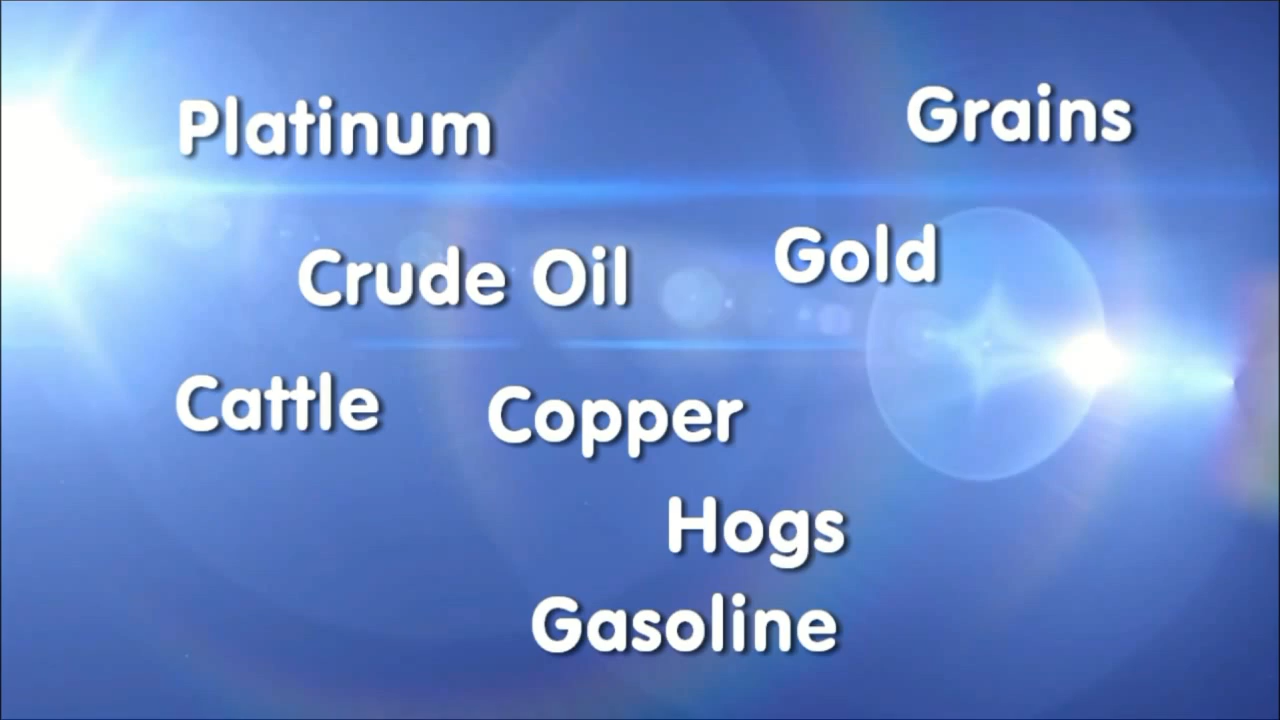 Platinum
Grains
Crude Oil
Gold
Cattle
Copper
Hogs
Gasoline